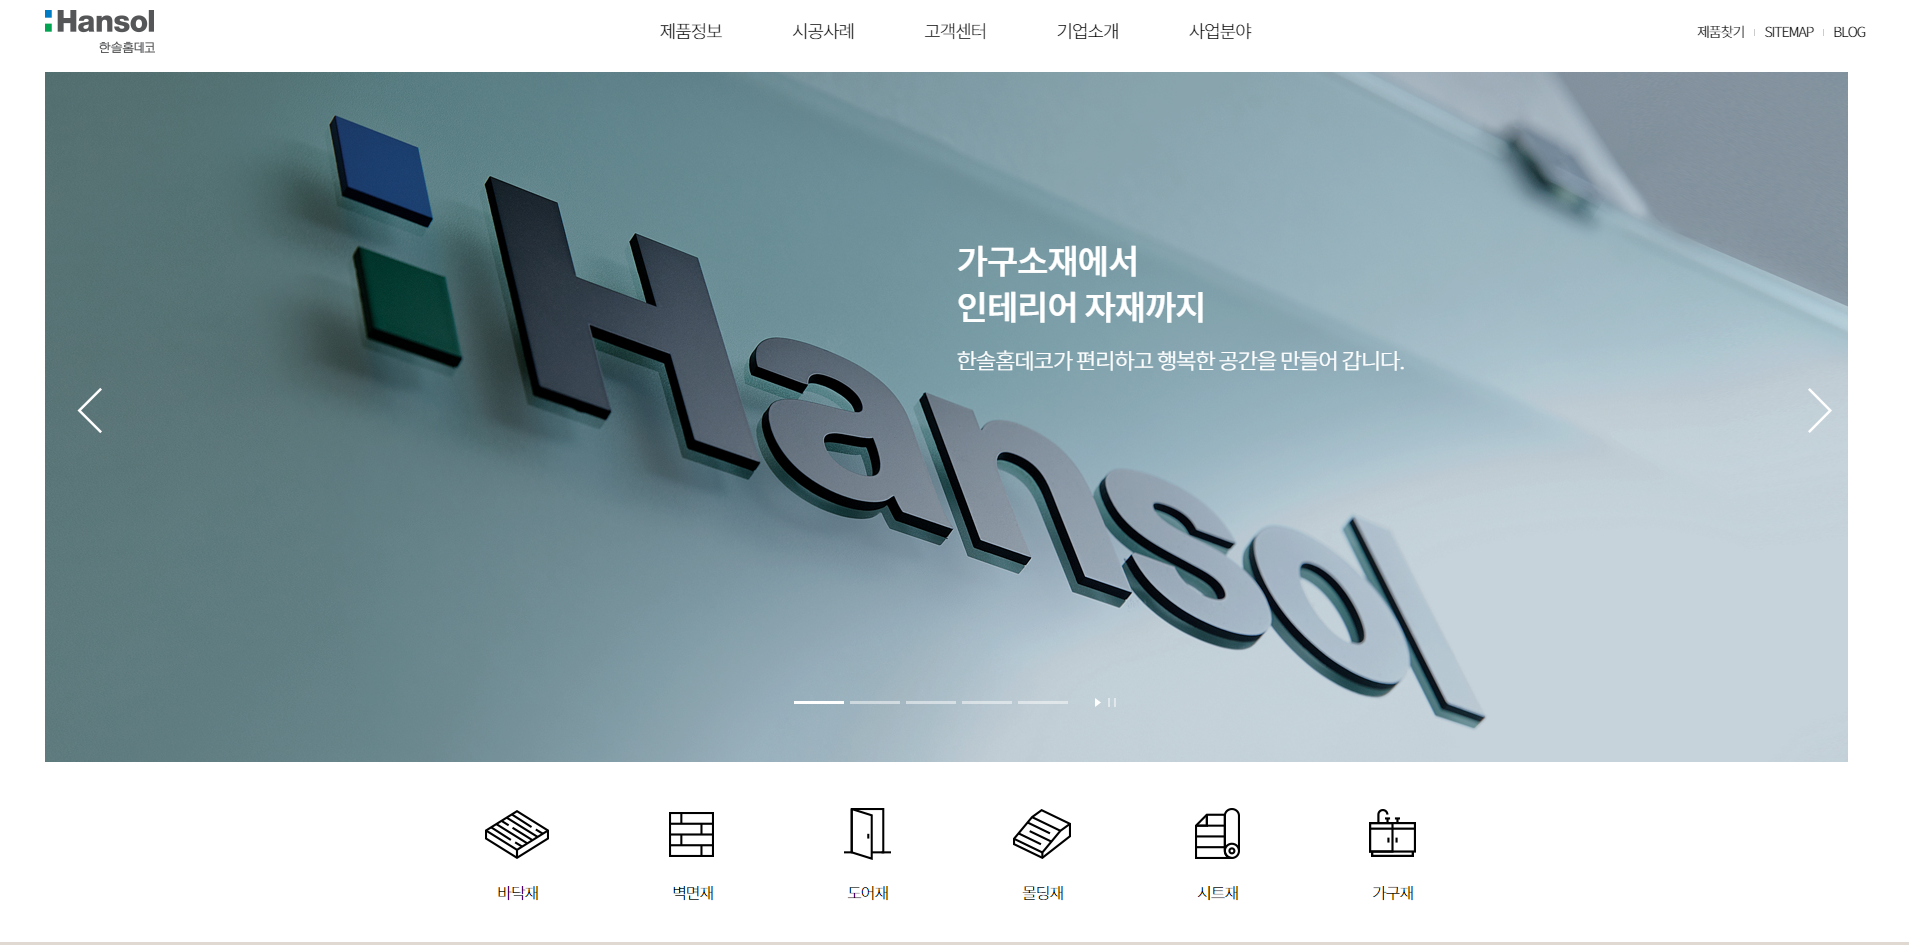 Hansol
한솔홈데코
제품정보 시공사례 고객센터 기업소개 사업분야
제품찾기 SITEMAP BLOG
Hansol
가구소재에서
인테리어 자재까지
한솔홈데코가 편리하고 행복한 공간을 만들어 갑니다.
바닥재 벽면재 도어재 몰딩재 시트재 가구재